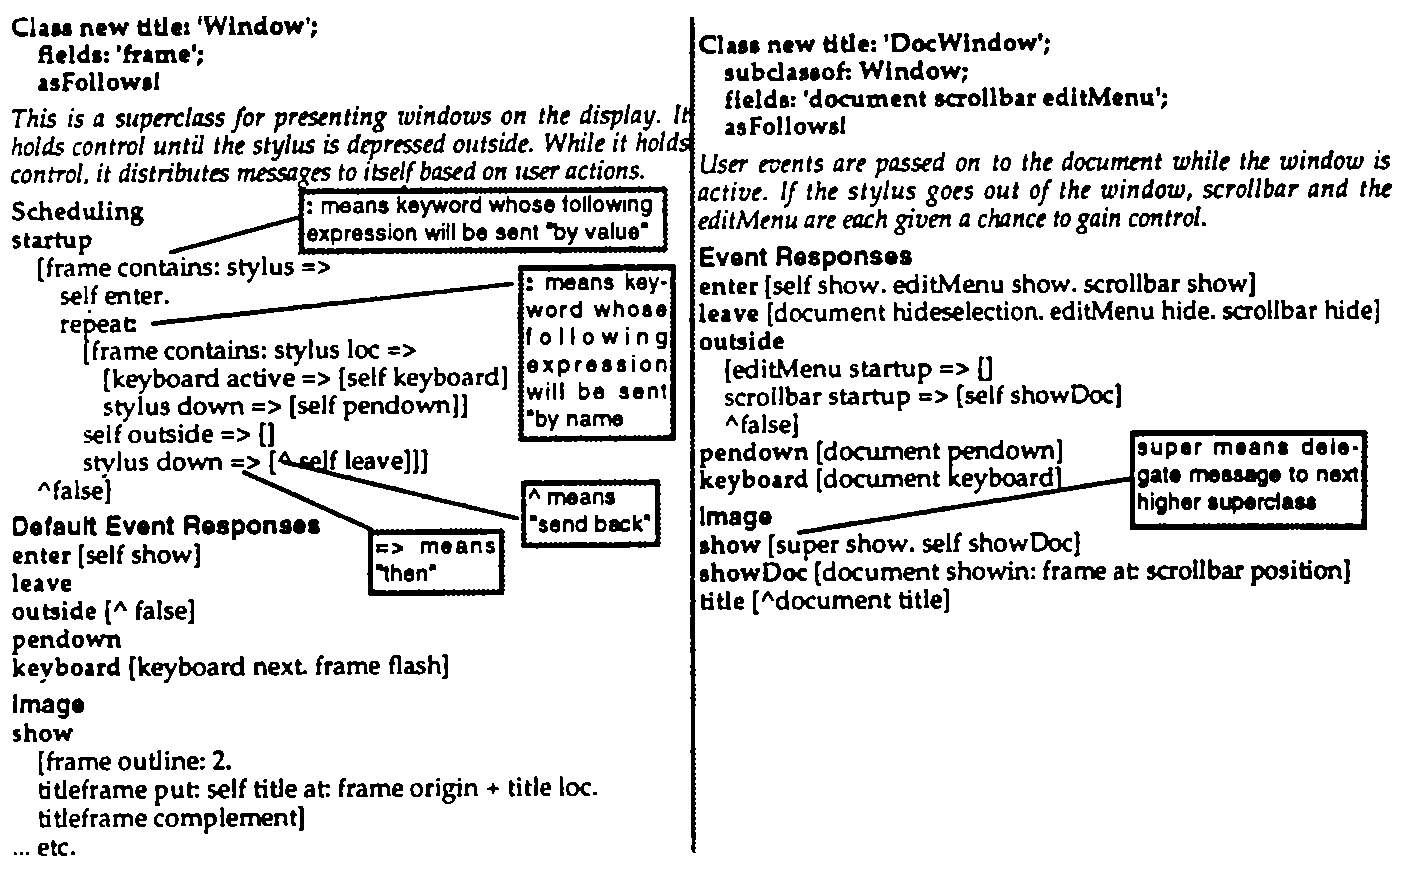 Class new title: 'Window';
fields: 'frame';
asFollows!
This is a superclass for presenting windows on the display. It
holds control until the stylus is depressed outside. While it holds
control, it distributes messages to itself based on user actions.
Scheduling
startup
[frame contains: stylus =>
self enter.
repeat:
[frame contains: stylus loc =>
[keyboard active => [self keyboard]
stylus down => [self pendown]]
self outside => []
stylus down => [^ self leave]]]
^false]
: means keyword whose following
expression will be sent "by value"
: means key-
word whose
following
expression
will be sent
"by name
^ means
"send back"
=> means
"then"
Default Event Responses
enter [self show]
leave
outside [^ false]
pendown
keyboard [keyboard next. frame flash]
Image
show
[frame outline: 2.
titleframe put: self title at: frame origin + title loc.
titleframe complement]
... etc.
Class new title: 'DocWindow';
subclassof: Window;
fields: 'document scrollbar editMenu';
asFollows!
User events are passed on to the document while the window is
active. If the stylus goes out of the window, scrollbar and the
editMenu are each given a chance to gain control.
Event Responses
enter [self show. editMenu show. scrollbar show]
leave [document hideselection. editMenu hide. scrollbar hide]
outside
[editMenu startup => []
scrollbar startup => [self showDoc]
^false]
pendown [document pendown]
keyboard [document keyboard]
super means dele-
gate message to next
higher superclass
Image
show [super show. self showDoc]
showDoc [document showin: frame at: scrollbar position]
title [^document title]